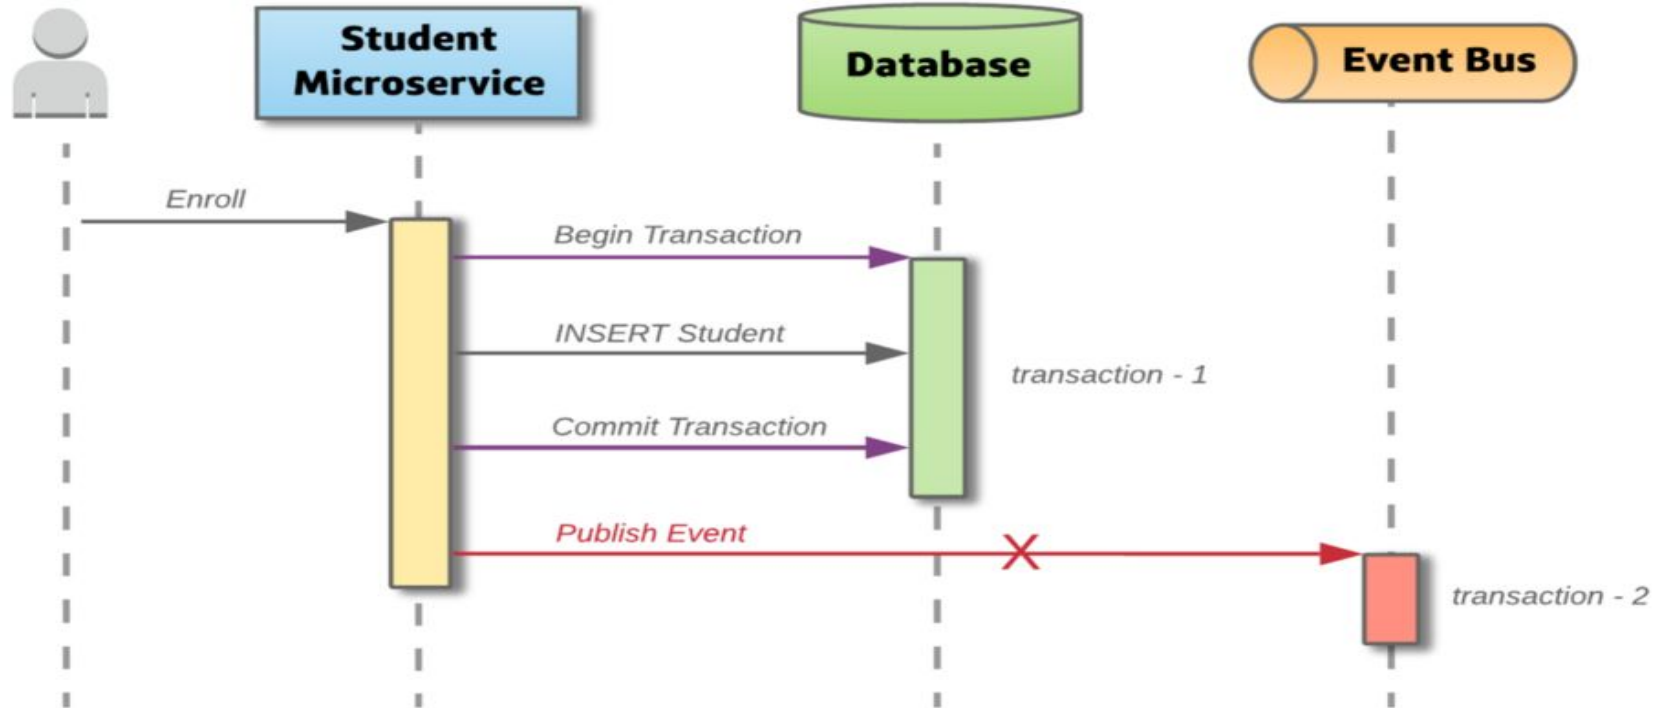 Student
Microservice
Database
Event Bus
Enroll
Begin Transaction
INSERT Student
transaction - 1
Commit Transaction
Publish Event
X
transaction - 2